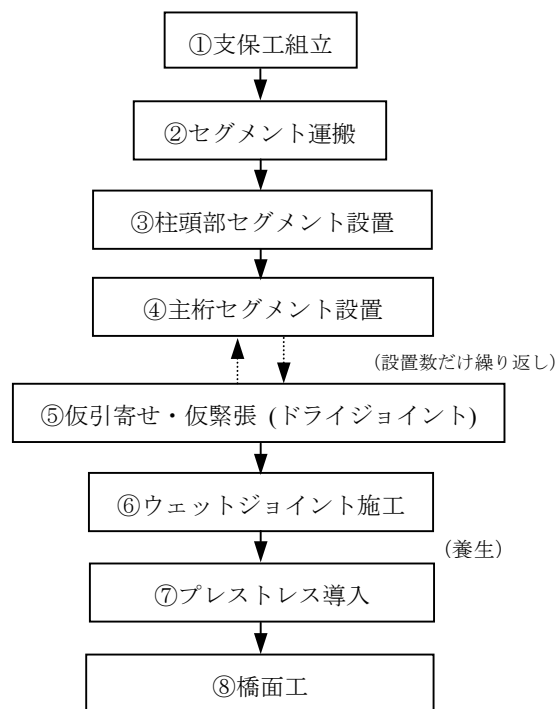 ①支保工組立
②セグメント運搬
③柱頭部セグメント設置
④主桁セグメント設置
（設置数だけ繰り返し）
⑤仮引寄せ・仮緊張 (ドライジョイント)
⑥ウェットジョイント施工
（養生）
⑦プレストレス導入
⑧橋面工